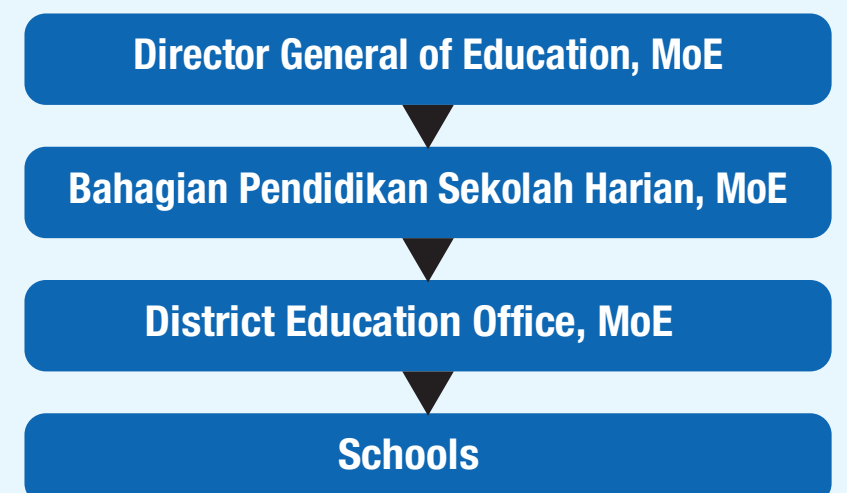 Director General of Education, MoE
Bahagian Pendidikan Sekolah Harian, MoE
District Education Office, MoE
Schools